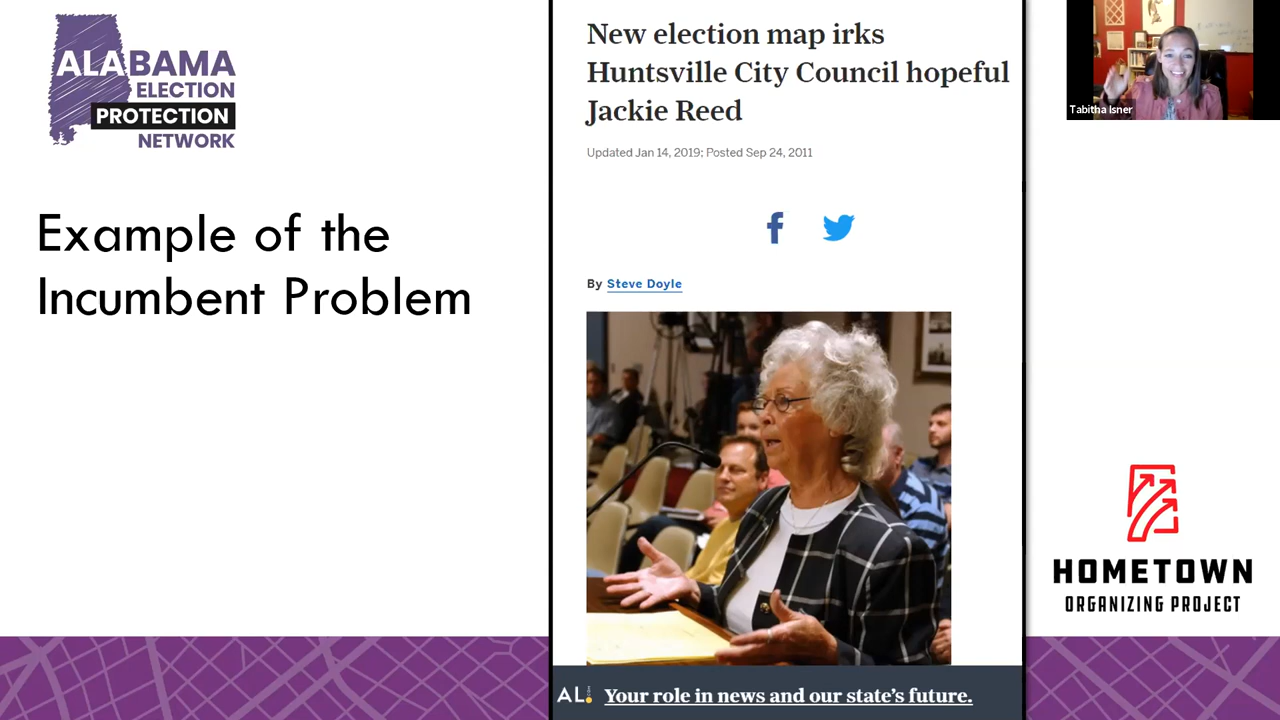 ALABAMA
ELECTION
PROTECTION
NETWORK
Example of the
Incumbent Problem
New election map irks
Huntsville City Council hopeful
Jackie Reed
Updated Jan 14, 2019; Posted Sep 24, 2011
By Steve Doyle
AL.com Your role in news and our state's future.
Tabitha Isner
HOMETOWN
ORGANIZING PROJECT